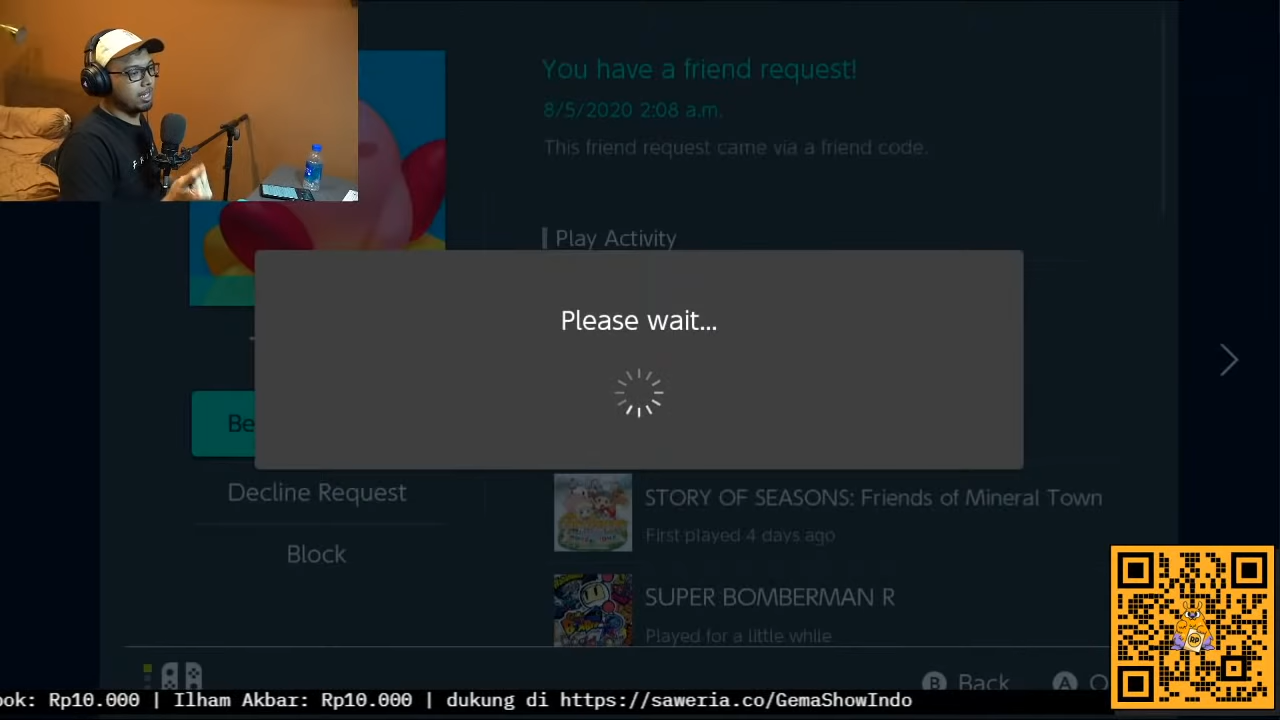 You have a friend request!
8/5/2020 2:08 a.m.
This friend request came via a friend code.
Play Activity
Please wait...
Be
Decline Request
Block
STORY OF SEASONS: Friends of Mineral Town
First played 4 days ago
SUPER BOMBERMAN R
Played for a little while
B Back
A O
ook: Rp10.000 | Ilham Akbar: Rp10.000 | dukung di https://saweria.co/GemaShowIndo
RP